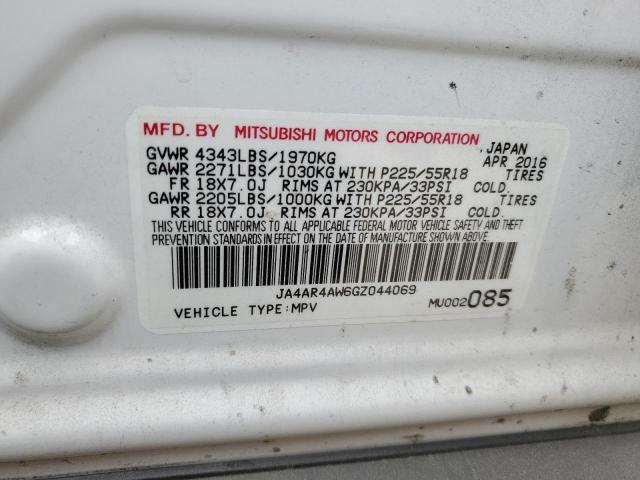 MFD. BY MITSUBISHI MOTORS CORPORATION, JAPAN
GVWR 4343LBS/1970KG APR 2016
GAWR 2271LBS/1030KG WITH P225/55R18 TIRES
FR 18X7.0J RIMS AT 230KPA/33PSI COLD.
GAWR 2205LBS/1000KG WITH P225/55R18 TIRES
RR 18X7.0J RIMS AT 230KPA/33PSI COLD.
THIS VEHICLE CONFORMS TO ALL APPLICABLE FEDERAL MOTOR VEHICLE SAFETY AND THEFT
PREVENTION STANDARDS IN EFFECT ON THE DATE OF MANUFACTURE SHOWN ABOVE.
JA4AR4AW6GZ044069
VEHICLE TYPE:MPV MU002085